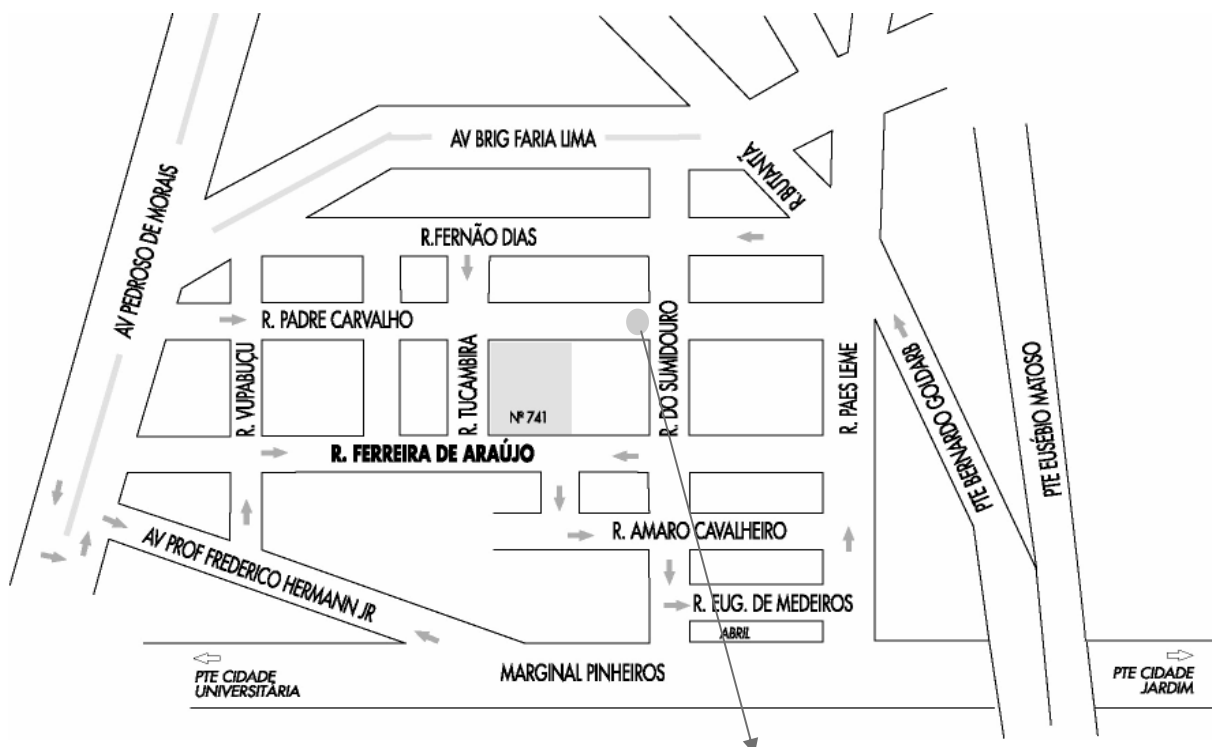 AV BRIG FARIA LIMA
R.BUTANTÃ
AV PEDROSO DE MORAIS
R.FERNÃO DIAS
R. PADRE CARVALHO
R. VUPABUÇU
R. TUCAMBIRA
R. DO SUMIDOURO
R. PAES LEME
PTE BERNARDO GOLDARB
PTE EUSÉBIO MATOSO
Nº 741
R. FERREIRA DE ARAÚJO
R. AMARO CAVALHEIRO
AV PROF FREDERICO HERMANN JR
R. EUG. DE MEDEIROS
ABRIL
MARGINAL PINHEIROS
PTE CIDADE
UNIVERSITÁRIA
PTE CIDADE
JARDIM